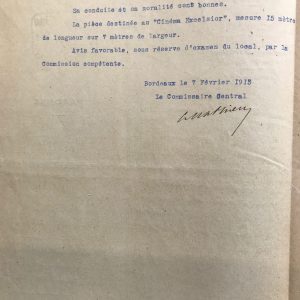 Sa conduite et sa moralité sont bonnes.
La pièce destinée au "Cinéma Excelsior", mesure 15 mètres
de longueur sur 7 mètres de largeur.
Avis favorable, sous réserve d'examen du local, par la
Commission compétente.
Bordeaux le 7 Février 1913
Le Commissaire Central